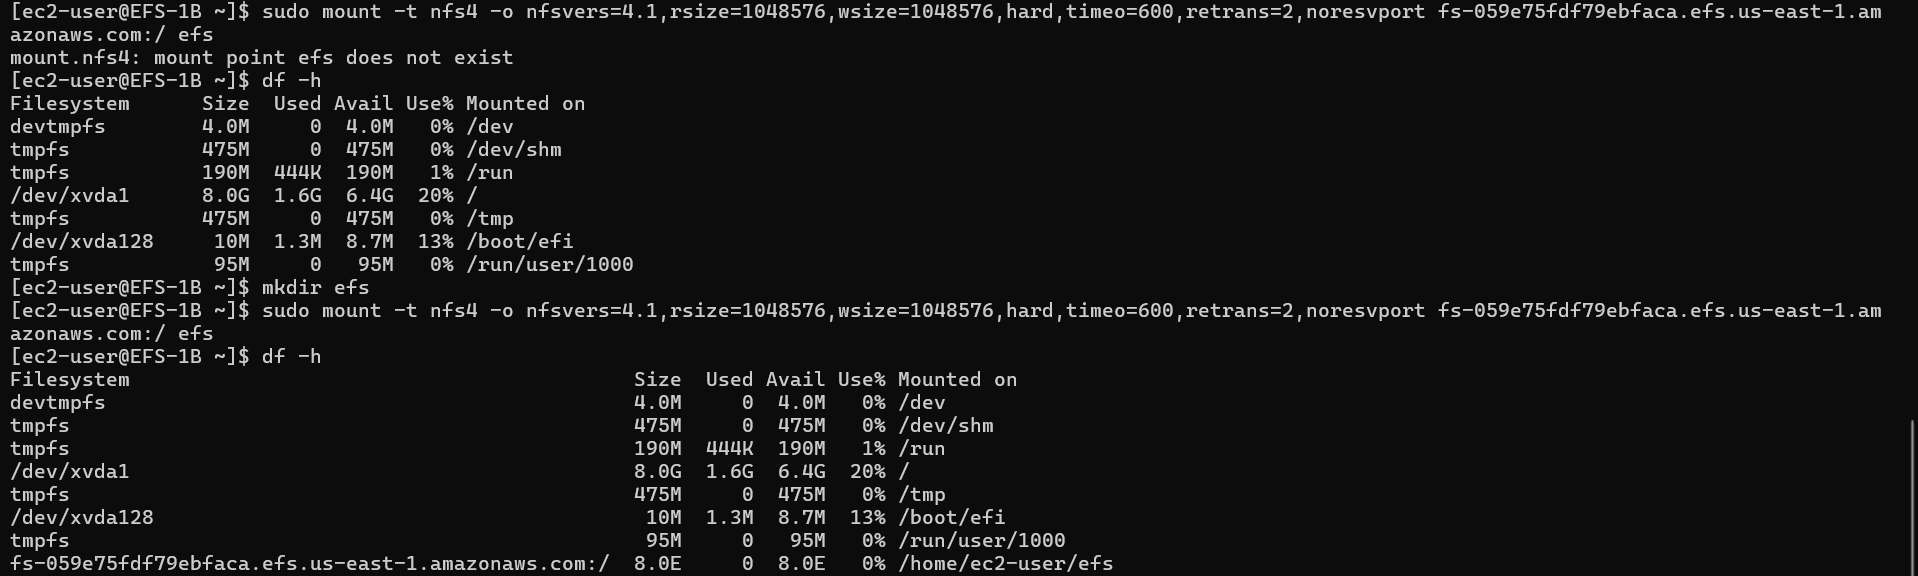 [ec2-user@EFS-1B ~]$ sudo mount -t nfs4 -o nfsvers=4.1,rsize=1048576,wsize=1048576,hard,timeo=600,retrans=2,noresvport fs-059e75fdf79ebfaca.efs.us-east-1.am
azonaws.com:/ efs
mount.nfs4: mount point efs does not exist
[ec2-user@EFS-1B ~]$ df -h
Filesystem      Size  Used Avail Use% Mounted on
devtmpfs        4.0M     0  4.0M   0% /dev
tmpfs           475M     0  475M   0% /dev/shm
tmpfs           190M  444K  190M   1% /run
/dev/xvda1      8.0G  1.6G  6.4G  20% /
tmpfs           475M     0  475M   0% /tmp
/dev/xvda128     10M  1.3M  8.7M  13% /boot/efi
tmpfs            95M     0   95M   0% /run/user/1000
[ec2-user@EFS-1B ~]$ mkdir efs
[ec2-user@EFS-1B ~]$ sudo mount -t nfs4 -o nfsvers=4.1,rsize=1048576,wsize=1048576,hard,timeo=600,retrans=2,noresvport fs-059e75fdf79ebfaca.efs.us-east-1.am
azonaws.com:/ efs
[ec2-user@EFS-1B ~]$ df -h
Filesystem                                          Size  Used Avail Use% Mounted on
devtmpfs                                            4.0M     0  4.0M   0% /dev
tmpfs                                               475M     0  475M   0% /dev/shm
tmpfs                                               190M  444K  190M   1% /run
/dev/xvda1                                          8.0G  1.6G  6.4G  20% /
tmpfs                                               475M     0  475M   0% /tmp
/dev/xvda128                                         10M  1.3M  8.7M  13% /boot/efi
tmpfs                                                95M     0   95M   0% /run/user/1000
fs-059e75fdf79ebfaca.efs.us-east-1.amazonaws.com:/  8.0E     0  8.0E   0% /home/ec2-user/efs